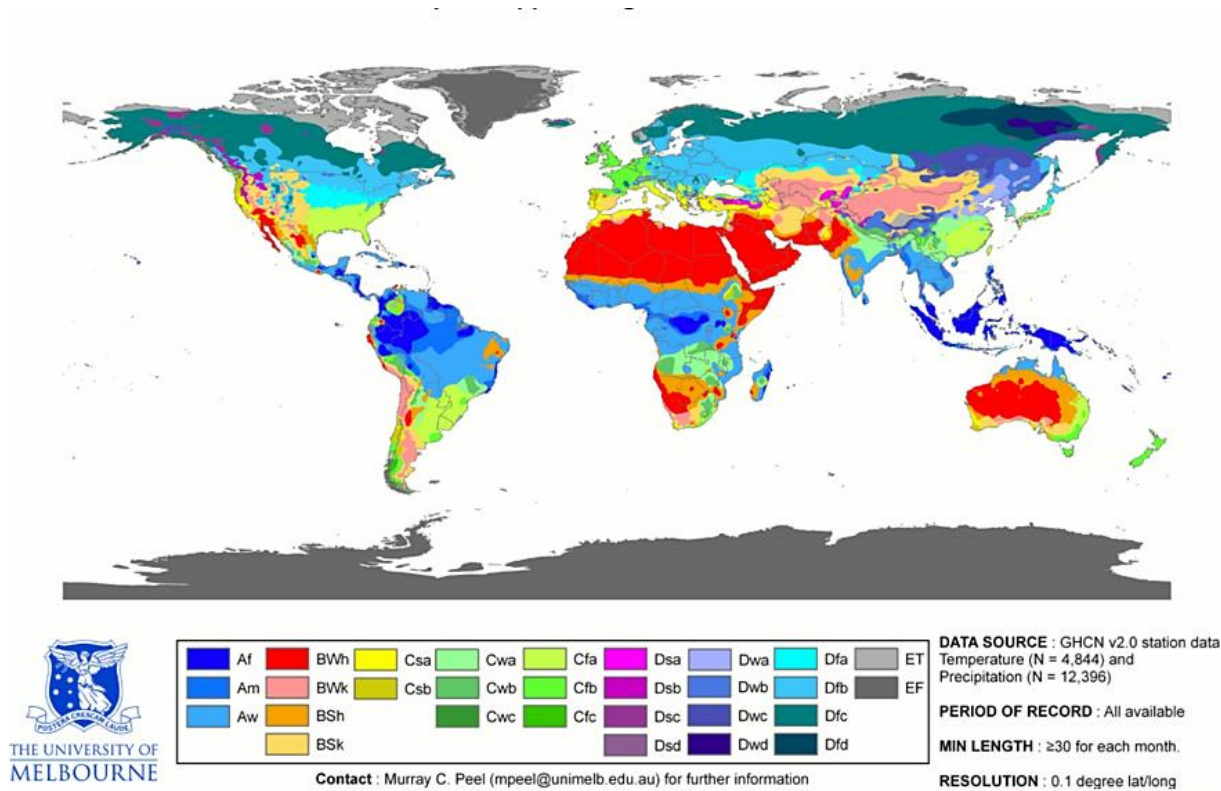 Af
BWh
Csa
Cwa
Cfa
Dsa
Dwa
Dfa
ET
Am
BWk
Csb
Cwb
Cfb
Dsb
Dwb
Dfb
EF
Aw
BSh
Cwc
Cfc
Dsc
Dwc
Dfc
BSk
Dsd
Dwd
Dfd
DATA SOURCE : GHCN v2.0 station data
Temperature (N = 4,844) and
Precipitation (N = 12,396)
PERIOD OF RECORD : All available
MIN LENGTH : ≥30 for each month.
RESOLUTION : 0.1 degree lat/long
POSTERA CRESCAM LAUDE
THE UNIVERSITY OF
MELBOURNE
Contact : Murray C. Peel (mpeel@unimelb.edu.au) for further information